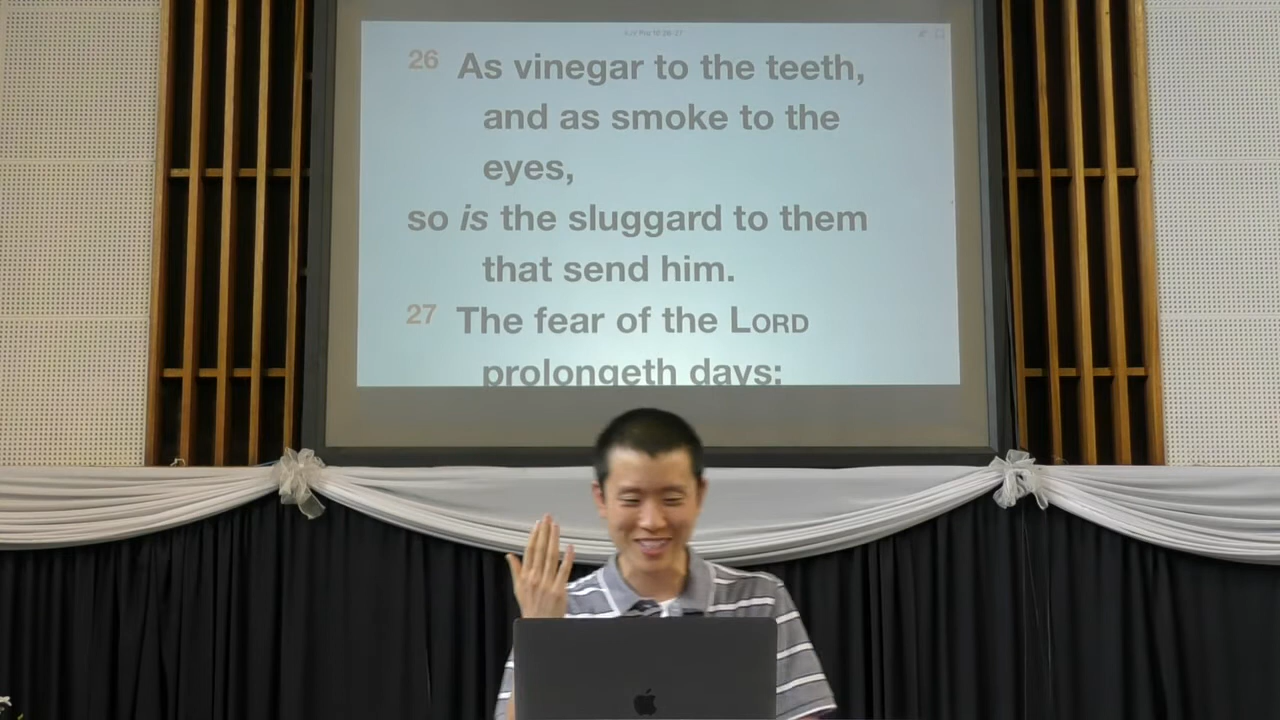 26 As vinegar to the teeth,
and as smoke to the
eyes,
so is the sluggard to them
that send him.
27 The fear of the LORD
prolongeth days: